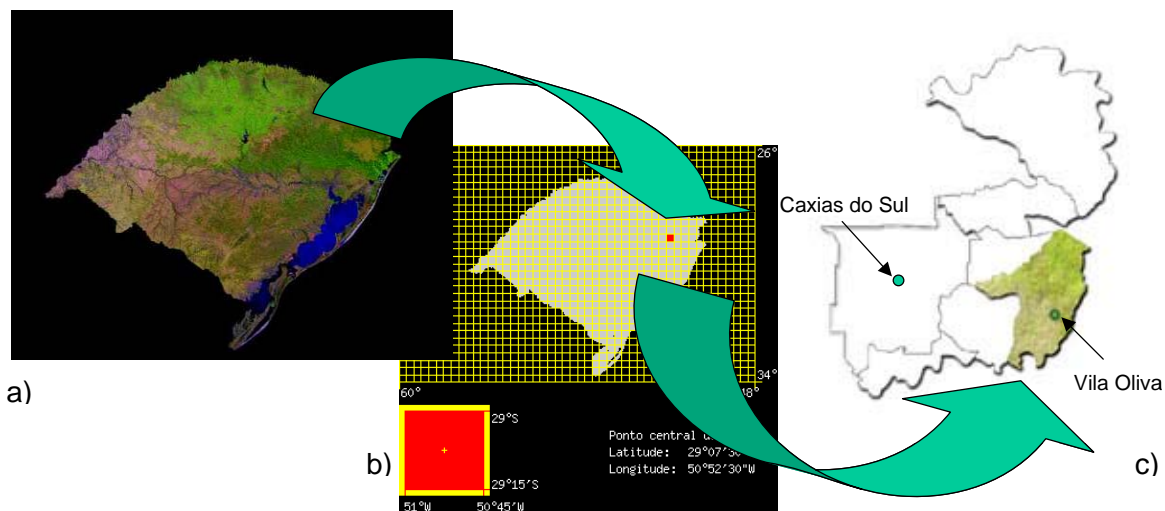 26°
Caxias do Sul
Vila Oliva
34°
60°
48°
a)
29°S
Ponto central
Latitude: 29°07'30
Longitude: 50°52'30"W
b)
c)
29°15'S
51°W 50°45'W